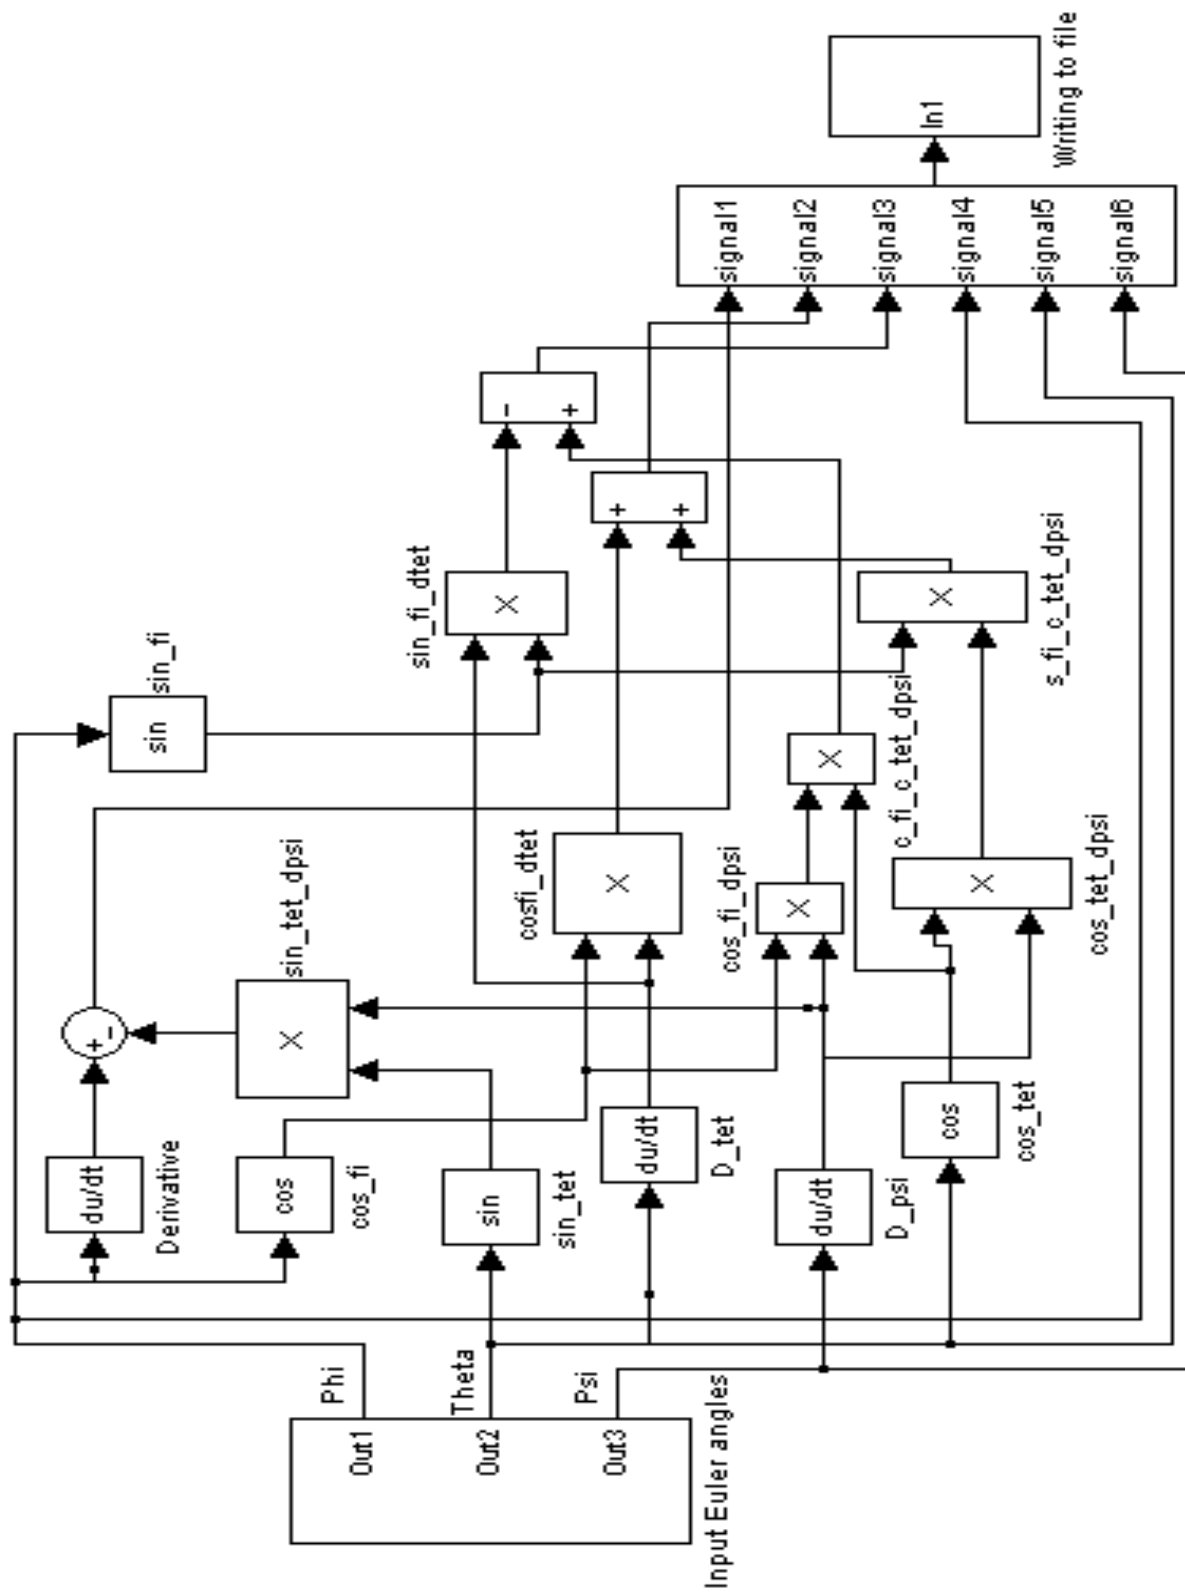 Input Euler angles
Out1
Out2
Out3
Phi
Theta
Psi
du/dt
Derivative
cos
cos_fi
sin
sin_tet
du/dt
D_tet
du/dt
D_psi
cos
cos_tet
+
-
×
sin_tet_dpsi
×
cosfi_dtet
×
cos_fi_dpsi
×
cos_tet_dpsi
sin
sin_fi
×
c_fi_c_tet_dpsi
×
sin_fi_dtet
×
s_fi_c_tet_dpsi
+
+
-
+
signal1
signal2
signal3
signal4
signal5
signal6
In1
Writing to file